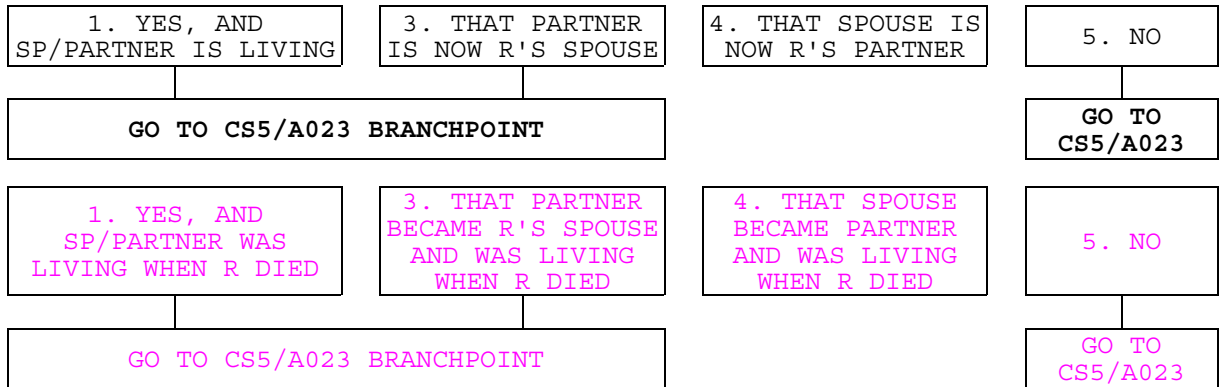 1. YES, AND
SP/PARTNER IS LIVING
3. THAT PARTNER
IS NOW R'S SPOUSE
4. THAT SPOUSE IS
NOW R'S PARTNER
5. NO
GO TO CS5/A023 BRANCHPOINT
GO TO
CS5/A023
1. YES, AND
SP/PARTNER WAS
LIVING WHEN R DIED
3. THAT PARTNER
BECAME R'S SPOUSE
AND WAS LIVING
WHEN R DIED
4. THAT SPOUSE
BECAME PARTNER
AND WAS LIVING
WHEN R DIED
5. NO
GO TO CS5/A023 BRANCHPOINT
GO TO
CS5/A023